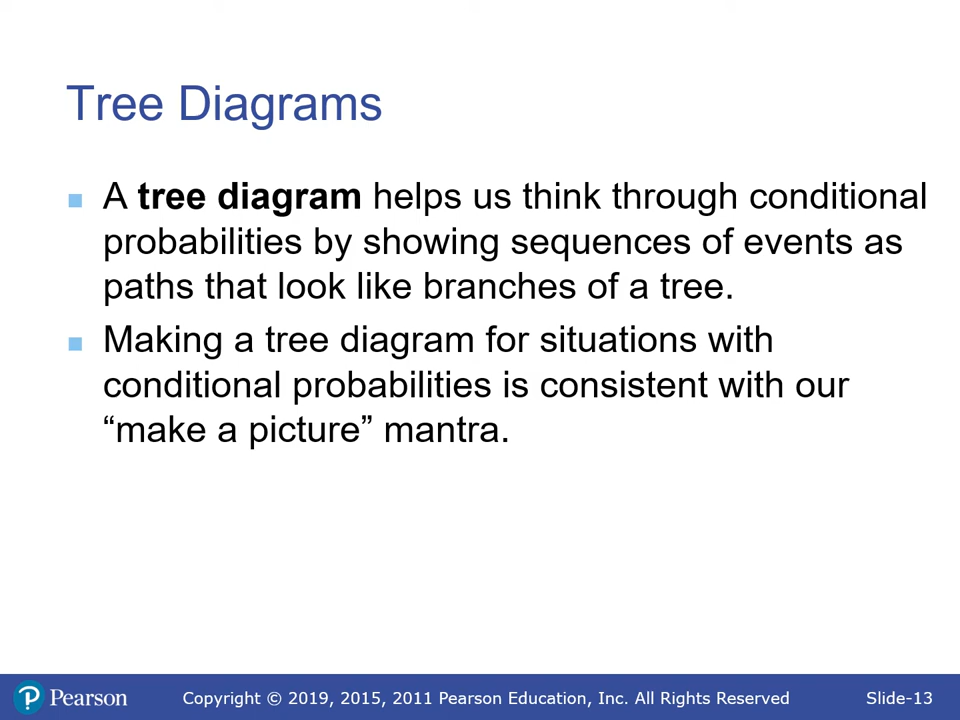 Tree Diagrams
A tree diagram helps us think through conditional
probabilities by showing sequences of events as
paths that look like branches of a tree.
Making a tree diagram for situations with
conditional probabilities is consistent with our
“make a picture” mantra.
Pearson
Copyright © 2019, 2015, 2011 Pearson Education, Inc. All Rights Reserved
Slide-13